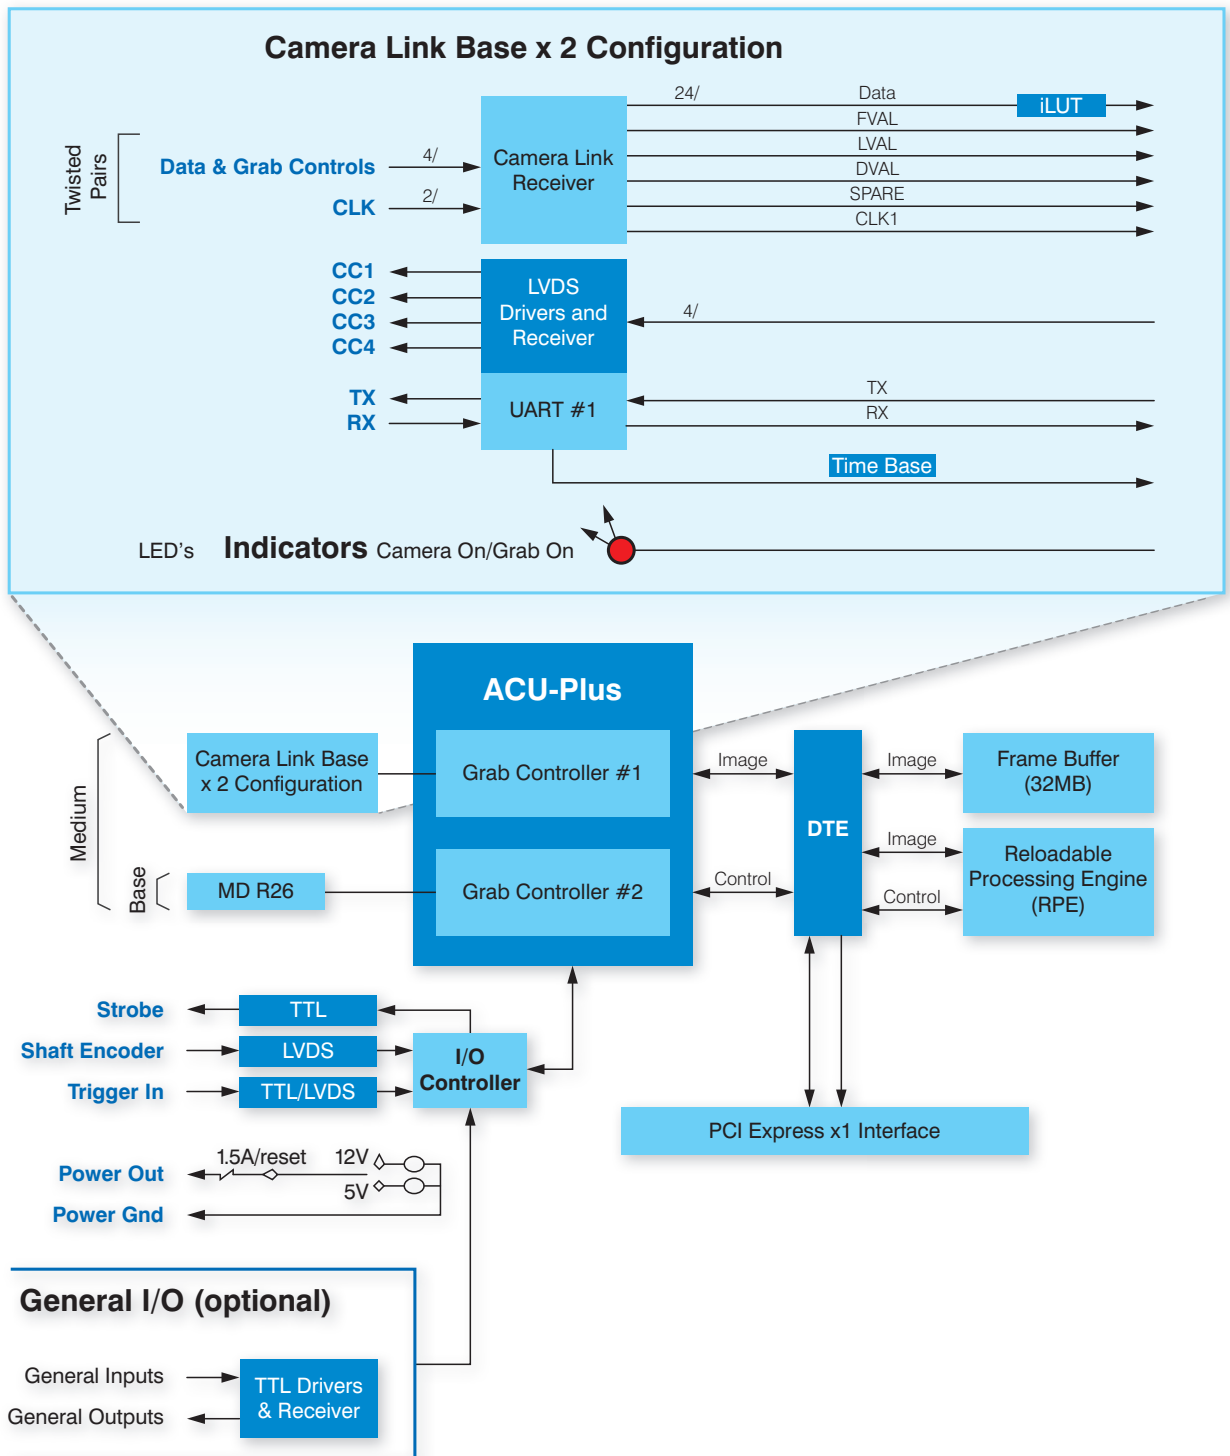 Camera Link Base x 2 Configuration
24/
Data
iLUT
FVAL
LVAL
DVAL
SPARE
CLK1
Twisted
Pairs
Data & Grab Controls
4/
CLK
2/
Camera Link
Receiver
CC1
CC2
CC3
CC4
LVDS
Drivers and
Receiver
4/
TX
RX
UART #1
TX
RX
Time Base
LED's
Indicators
Camera On/Grab On
ACU-Plus
Medium
Base
Camera Link Base
x 2 Configuration
Grab Controller #1
MD R26
Grab Controller #2
Image
Control
DTE
Image
Frame Buffer
(32MB)
Image
Control
Reloadable
Processing Engine
(RPE)
Strobe
TTL
Shaft Encoder
LVDS
Trigger In
TTL/LVDS
I/O
Controller
PCI Express x1 Interface
Power Out
1.5A/reset
12V
5V
Power Gnd
General I/O (optional)
General Inputs
General Outputs
TTL Drivers
& Receiver